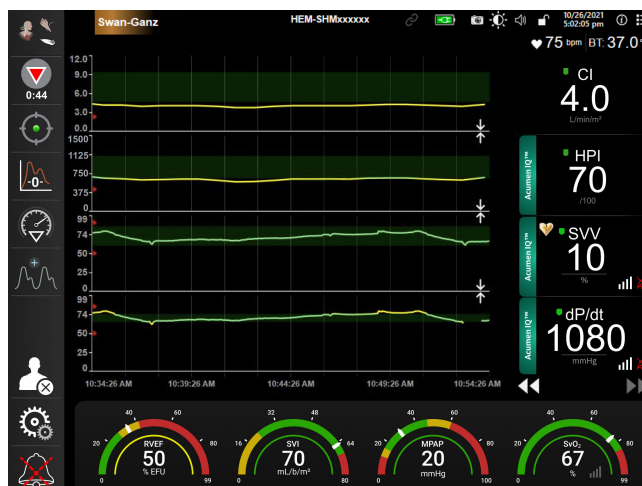 Swan-Ganz
HEM-SHMxxxxxx
10/26/2021
5:02:05 pm
75 bpm BT: 37.0
0:44
-0-
12.0
9.0
6.0
3.0
0.0
1500
1125
750
375
0
99
74
50
25
0
99
74
50
25
0
10:34:26 AM 10:39:26 AM 10:44:26 AM 10:49:26 AM 10:54:26 AM
CI
4.0
L/min/m²
Acumen IQ™
HPI
70
/100
Acumen IQ™
SVV
10
%
Acumen IQ™
dP/dt
1080
mmHg
20 40 60 80 99
RVEF
50
% EFU
0
16 32 48 64 80
SVI
70
mL/b/m²
0
20 40 60 80 100
MPAP
20
mmHg
0
20 40 60 80 99
SvO₂
67
%
0